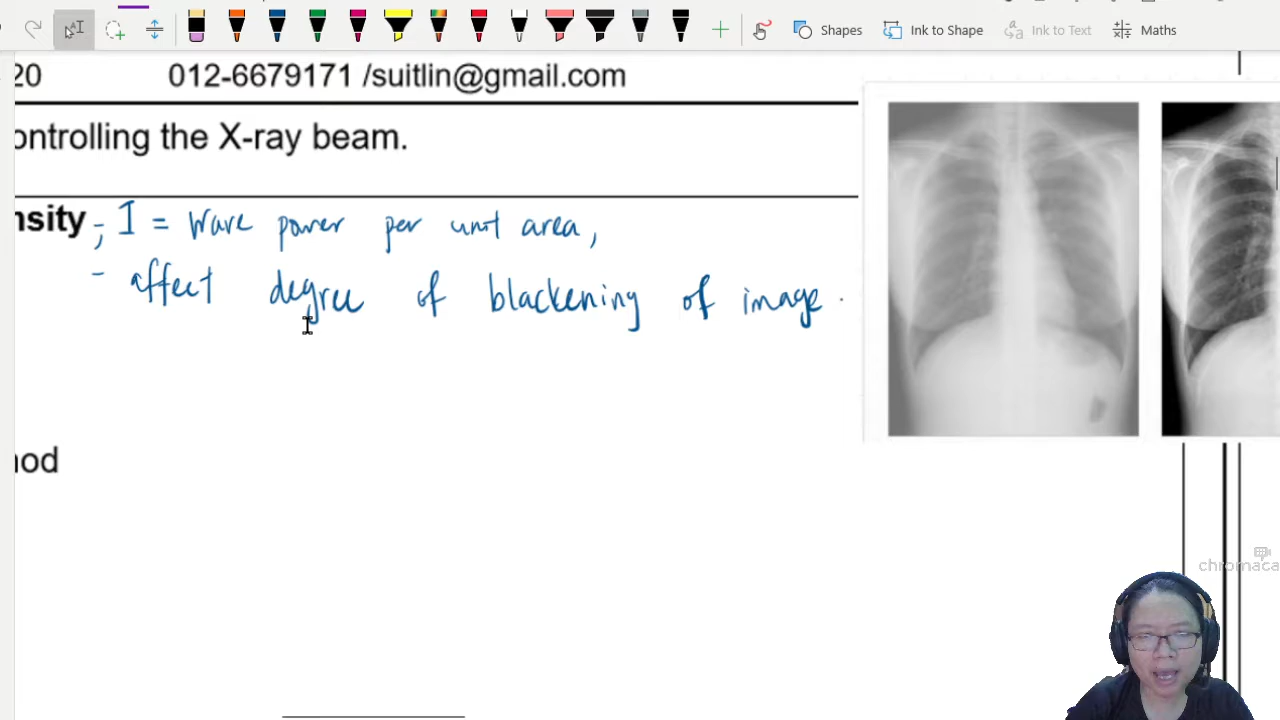 Shapes
Ink to Shape
Ink to Text
Maths
20 012-6679171 /suitlin@gmail.com
ontrolling the X-ray beam.
nsity - ; I = Wave power per unit area,
- affect degree of blackening of image.
hod
chromaca